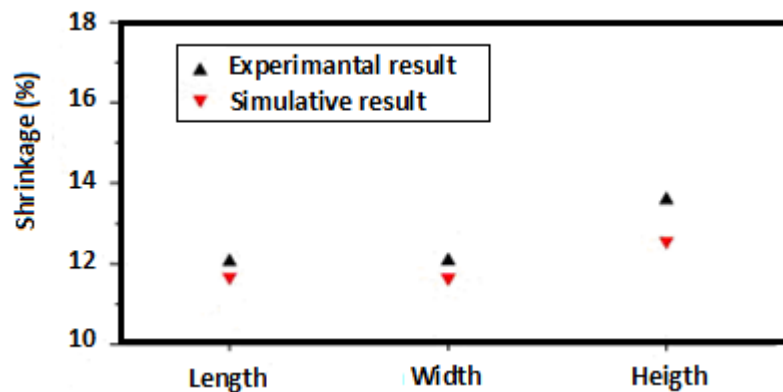 18
16
14
12
10
Shrinkage (%)
Experimantal result
Simulative result
Length Width Heigth